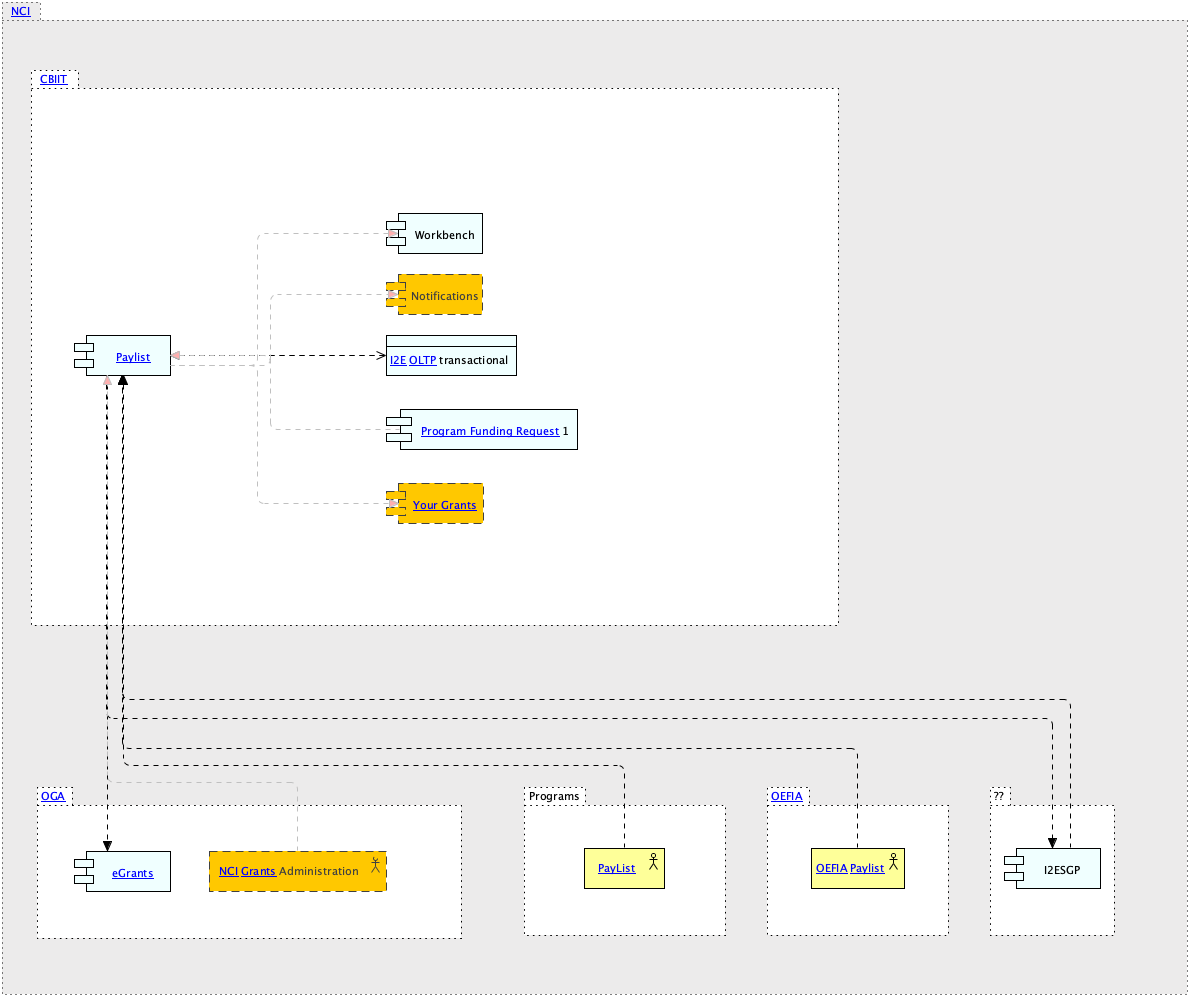 NCI
CBIIT
Workbench
Notifications
Paylist
I2E OLTP transactional
Program Funding Request 1
Your Grants
OGA
Programs
OEFIA
??
eGrants
NCI Grants Administration
PayList
OEFIA Paylist
I2ESGP